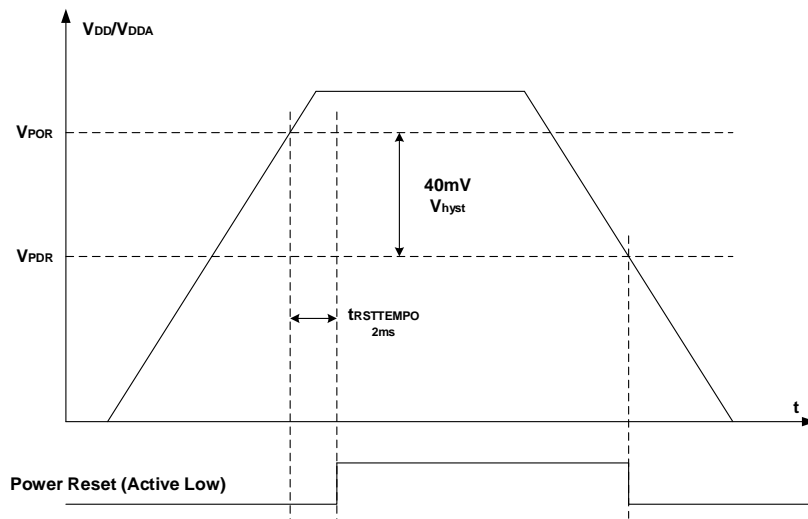 VDD/VDDA
VPOR
40mV
Vhyst
VPDR
tRSTTEMPO
2ms
t
Power Reset (Active Low)